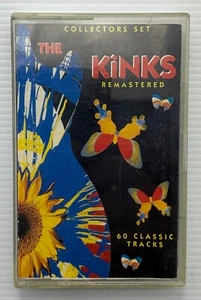 COLLECTORS SET
THE
KiNKS
REMASTERED
60 CLASSIC
TRACKS